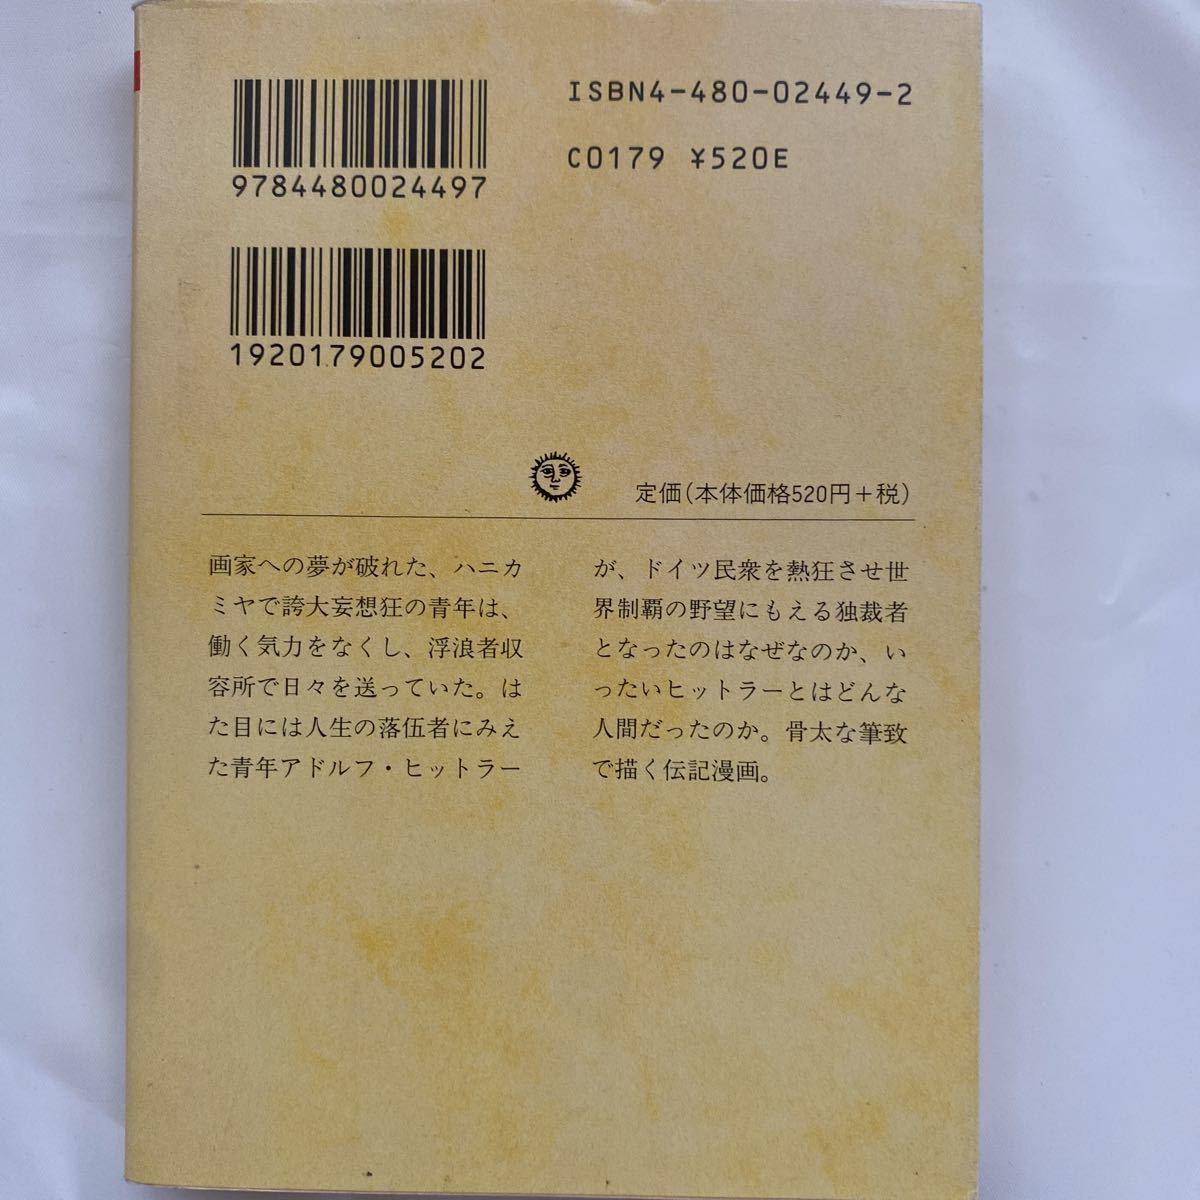 ISBN4-480-02449-2
C0179 ¥520E
9784480024497
1920179005202
定価(本体価格520円+税)
画家への夢が破れた、ハニカ
ミヤで誇大妄想狂の青年は、
働く気力をなくし、浮浪者収
容所で日々を送っていた。は
た目には人生の落伍者にみえ
た青年アドルフ・ヒットラー
が、ドイツ民衆を熱狂させ世
界制覇の野望にもえる独裁者
となったのはなぜなのか、い
ったいヒットラーとはどんな
人間だったのか。骨太な筆致
で描く伝記漫画。